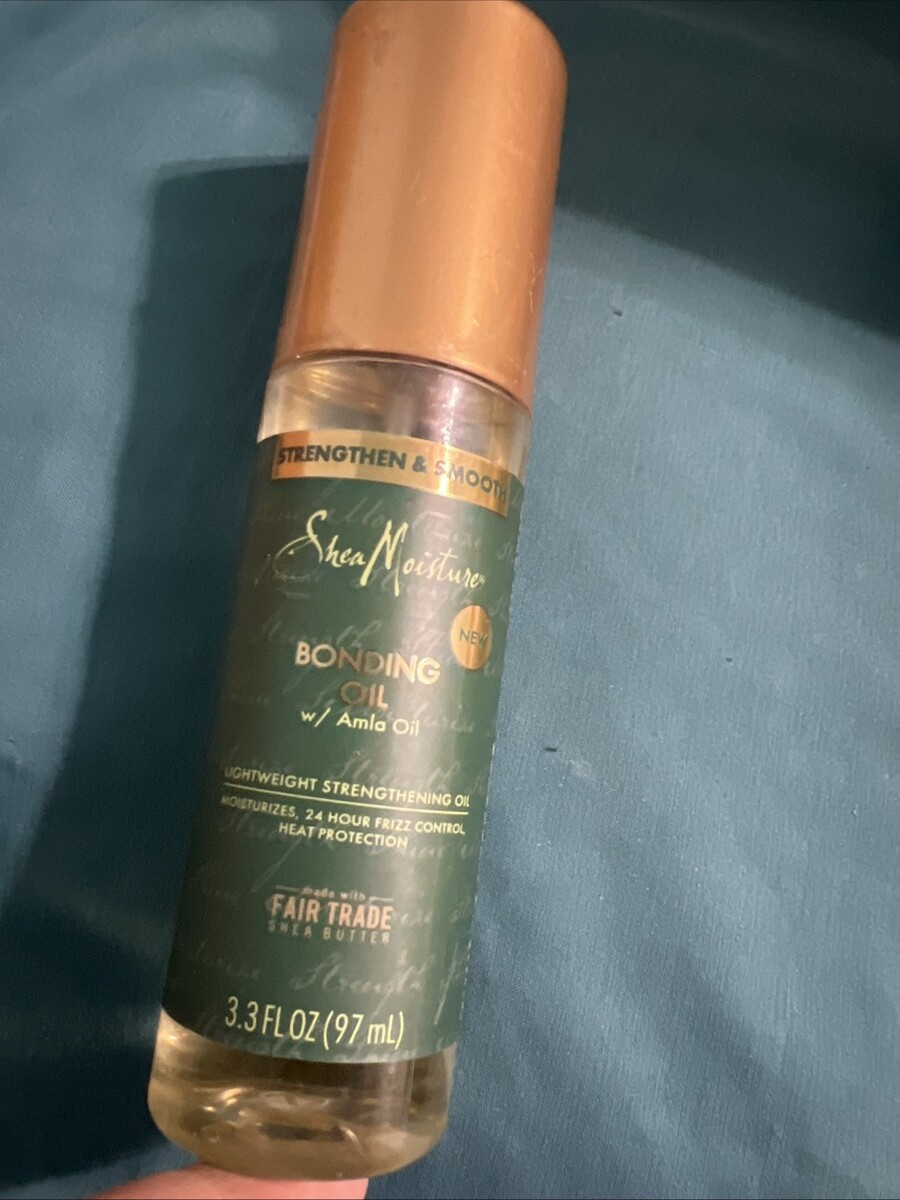 STRENGTHEN & SMOOTH
SheaMoisture
NEW
BONDING
OIL
w/ Amla Oil
LIGHTWEIGHT STRENGTHENING OIL
MOISTURIZES, 24 HOUR FRIZZ CONTROL,
HEAT PROTECTION
made with
FAIR TRADE
SHEA BUTTER
3.3 FL OZ (97 mL)